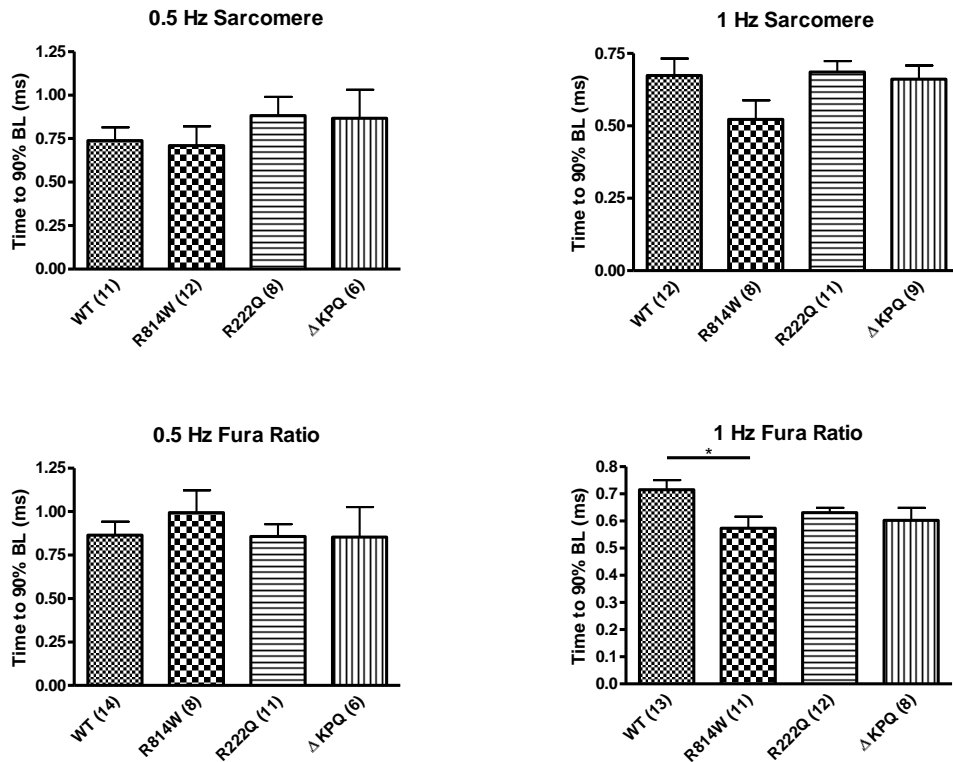 0.5 Hz Sarcomere
Time to 90% BL (ms)
1.25
1.00
0.75
0.50
0.25
0.00
WT (11)
R814W (12)
R222Q (8)
Δ KPQ (6)
1 Hz Sarcomere
Time to 90% BL (ms)
0.75
0.50
0.25
0.00
WT (12)
R814W (8)
R222Q (11)
Δ KPQ (9)
0.5 Hz Fura Ratio
Time to 90% BL (ms)
1.25
1.00
0.75
0.50
0.25
0.00
WT (14)
R814W (8)
R222Q (11)
Δ KPQ (6)
1 Hz Fura Ratio
Time to 90% BL (ms)
0.8
0.7
0.6
0.5
0.4
0.3
0.2
0.1
0.0
*
WT (13)
R814W (11)
R222Q (12)
Δ KPQ (8)